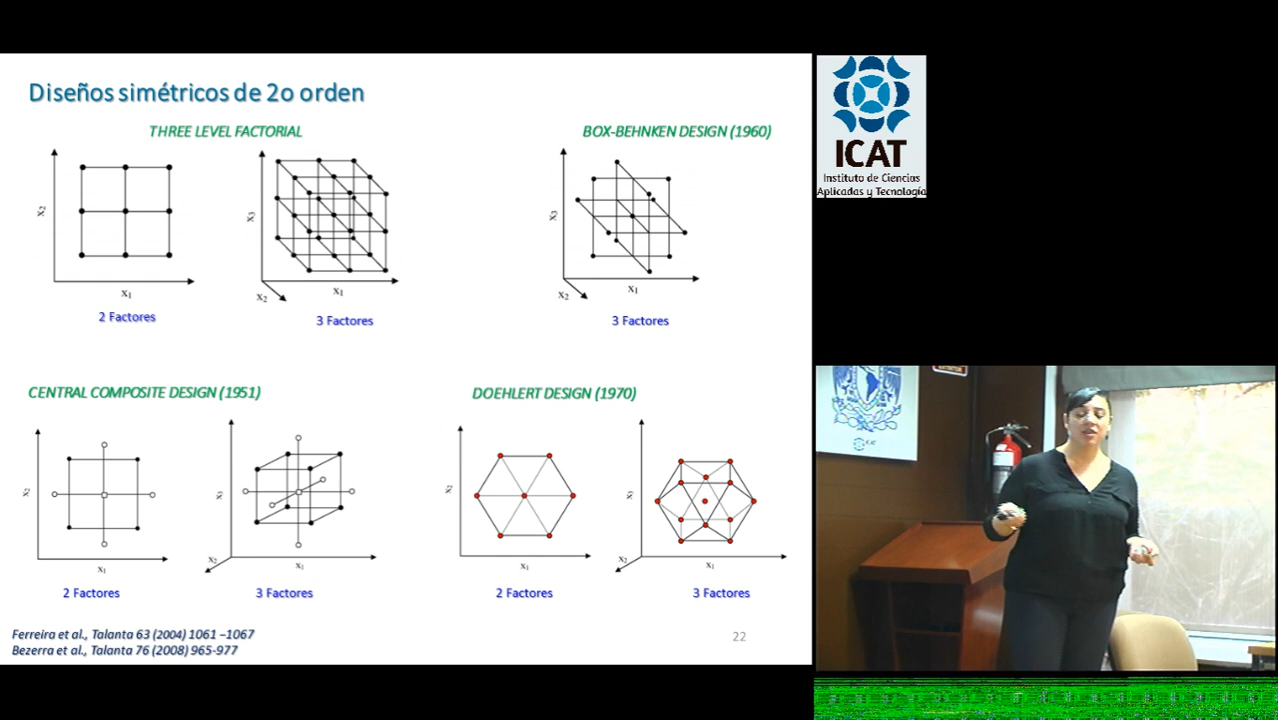 Diseños simétricos de 2o orden
THREE LEVEL FACTORIAL
BOX-BEHNKEN DESIGN (1960)
x₂
x₁
2 Factores
x₃
x₂
x₁
3 Factores
x₃
x₂
x₁
3 Factores
CENTRAL COMPOSITE DESIGN (1951)
DOEHLERT DESIGN (1970)
x₂
x₁
2 Factores
x₃
x₂
x₁
3 Factores
x₂
x₁
2 Factores
x₃
x₂
x₁
3 Factores
Ferreira et al., Talanta 63 (2004) 1061 –1067
Bezerra et al., Talanta 76 (2008) 965-977
22
ICAT
Instituto de Ciencias
Aplicadas y Tecnología
EXTINTOR
ICAT